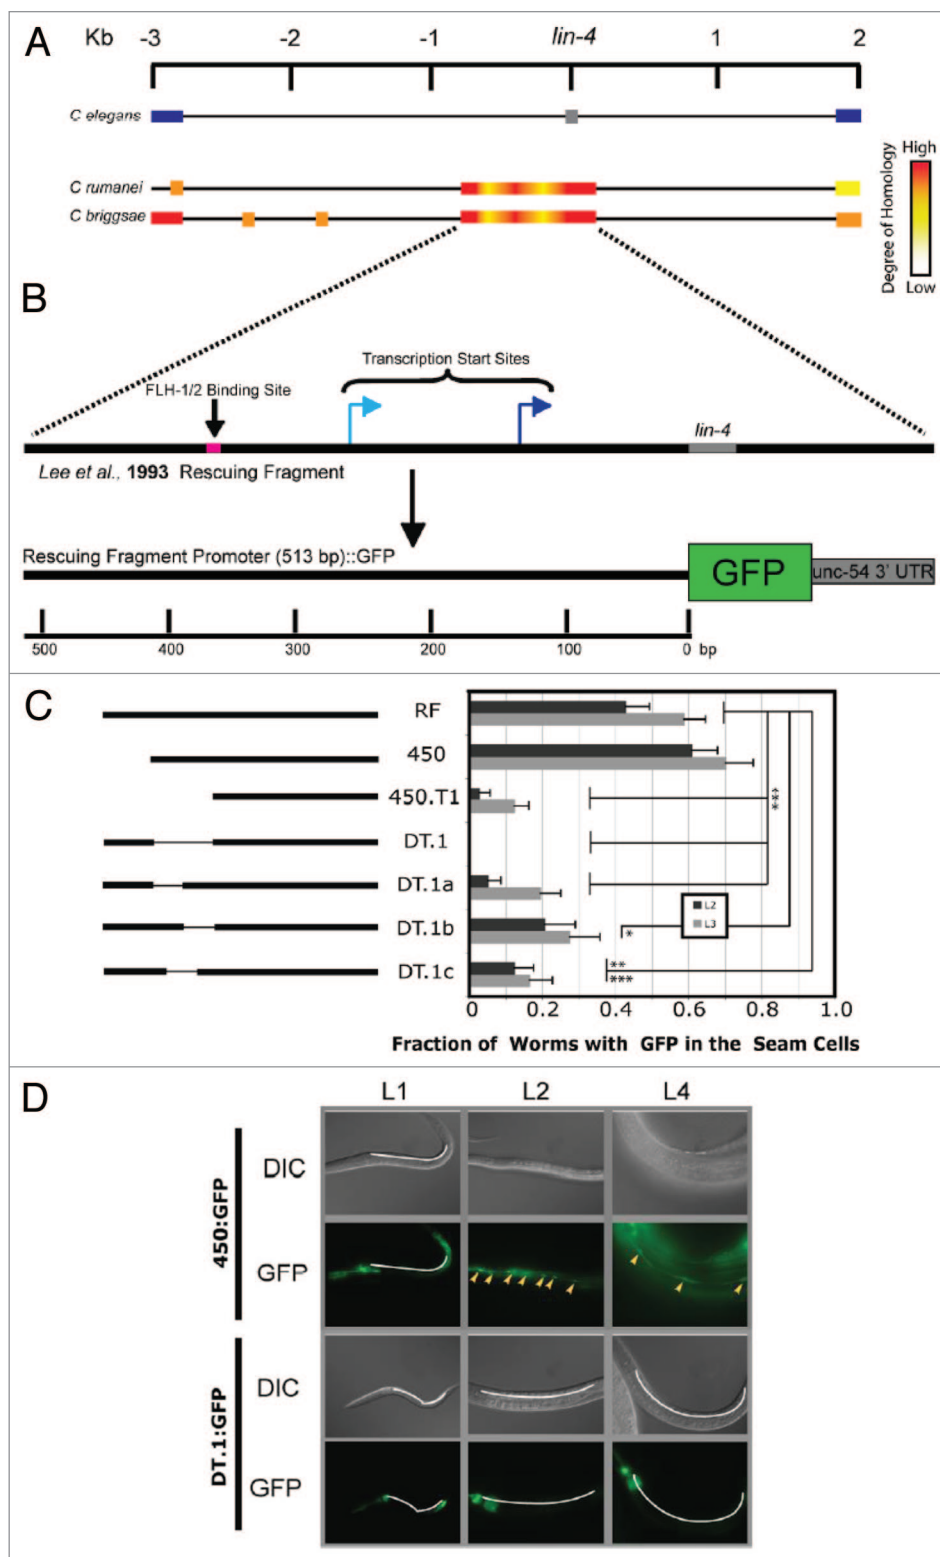 A
Kb -3 -2 -1 lin-4 1 2
C elegans
C rumanei
C briggsae
High
Degree of Homology
Low
B
Transcription Start Sites
FLH-1/2 Binding Site
lin-4
Lee et al., 1993 Rescuing Fragment
Rescuing Fragment Promoter (513 bp)::GFP
GFP
unc-54 3' UTR
500 400 300 200 100 0 bp
C
RF
450
450.T1
***
DT.1
DT.1a
L2
L3
DT.1b
*
DT.1c
**
***
0 0.2 0.4 0.6 0.8 1.0
Fraction of Worms with GFP in the Seam Cells
D
L1 L2 L4
450:GFP
DIC
GFP
DT.1:GFP
DIC
GFP